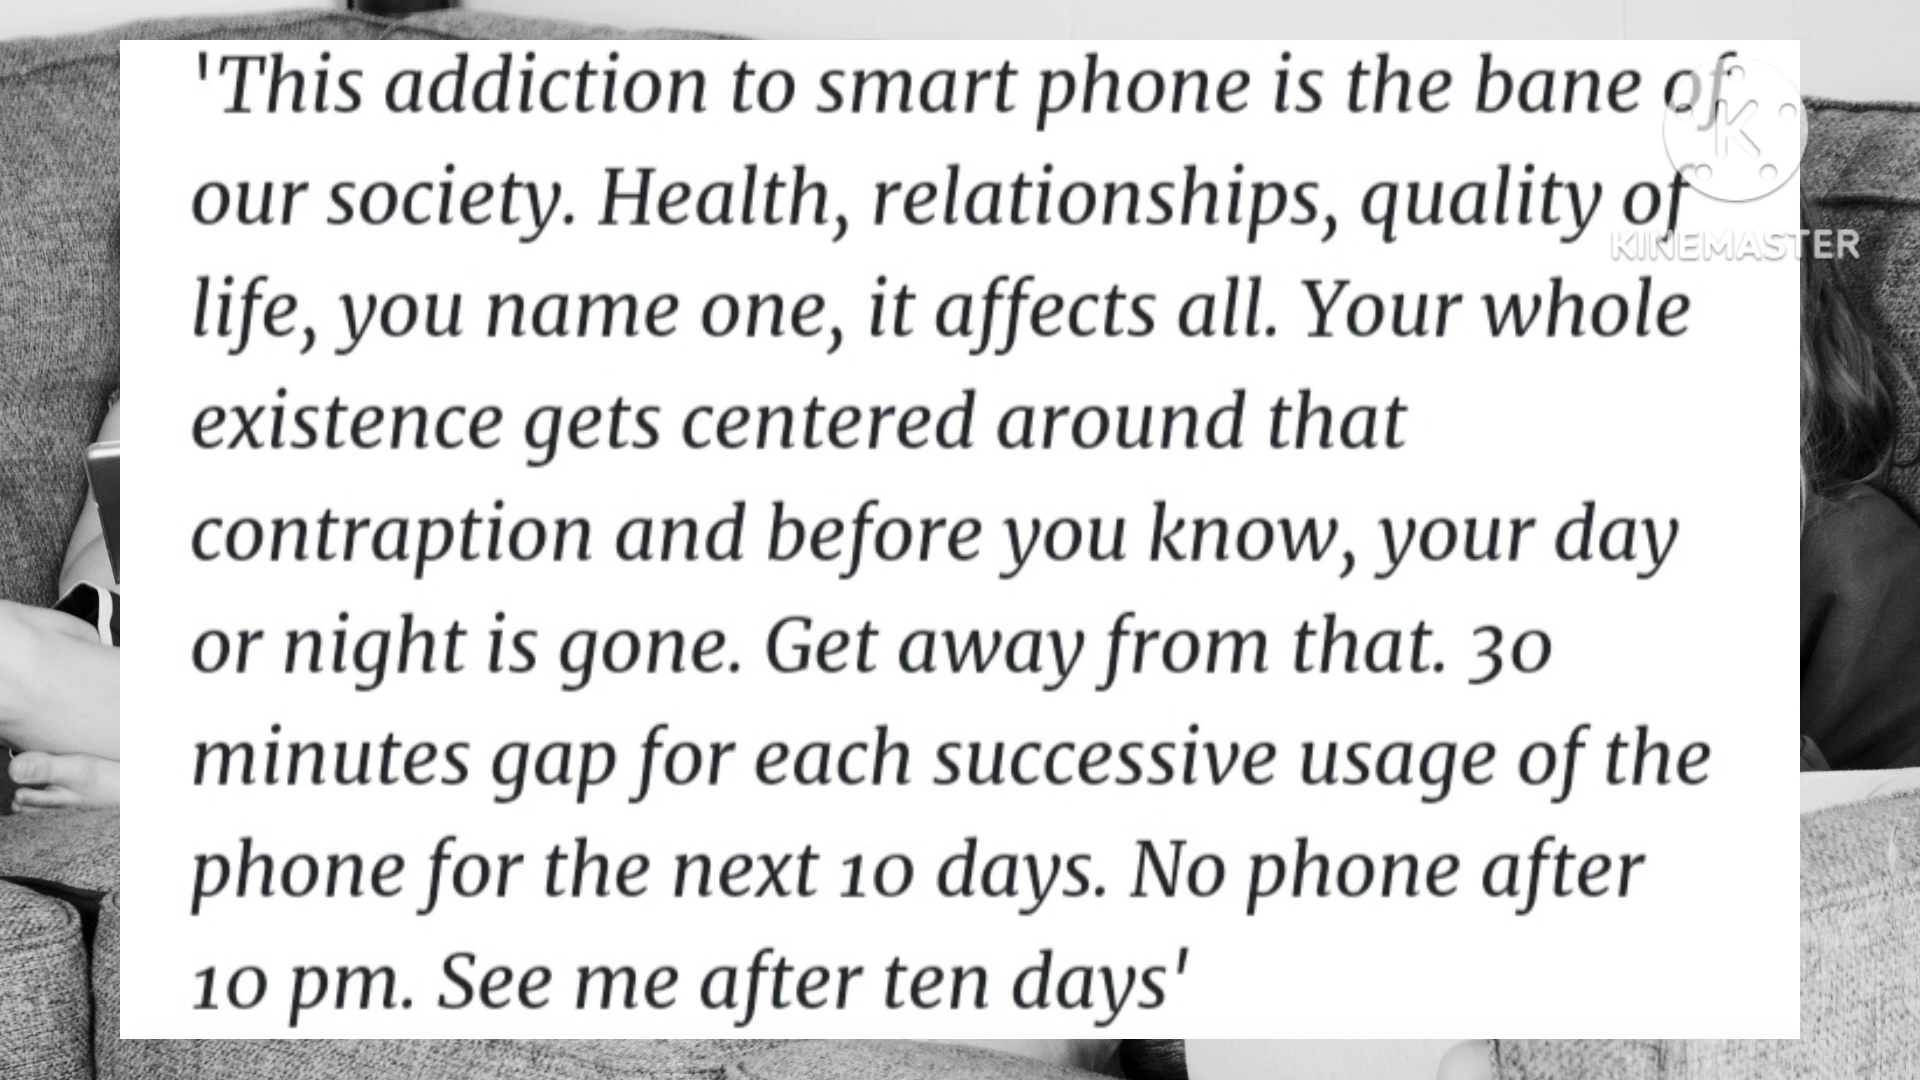 'This addiction to smart phone is the bane of
our society. Health, relationships, quality of
life, you name one, it affects all. Your whole
existence gets centered around that
contraption and before you know, your day
or night is gone. Get away from that. 30
minutes gap for each successive usage of the
phone for the next 10 days. No phone after
10 pm. See me after ten days'
K
KINEMASTER